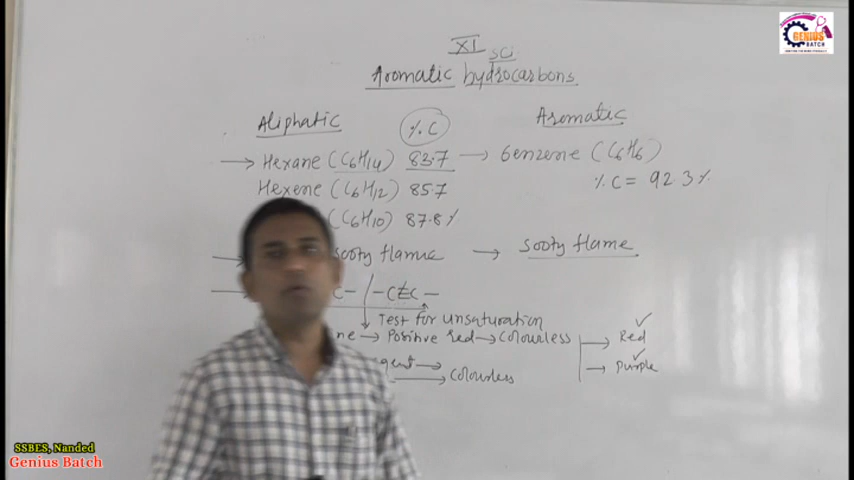 XI sci
Aromatic hydrocarbons
Aliphatic
% C
Aromatic
→ Hexane (C6H14) 83.7 → Benzene (C6H6)
Hexene (C6H12) 85.7
% C = 92.3 %
(C6H10) 87.8 %
→ sooty flame → sooty flame
→ C – / – C≡C –
Test for unsaturation
ne → Positive red → Colourless → Red ✓
agent → → Purple ✓
→ Colourless
GENIUS
BATCH
SSBES, Nanded
Genius Batch